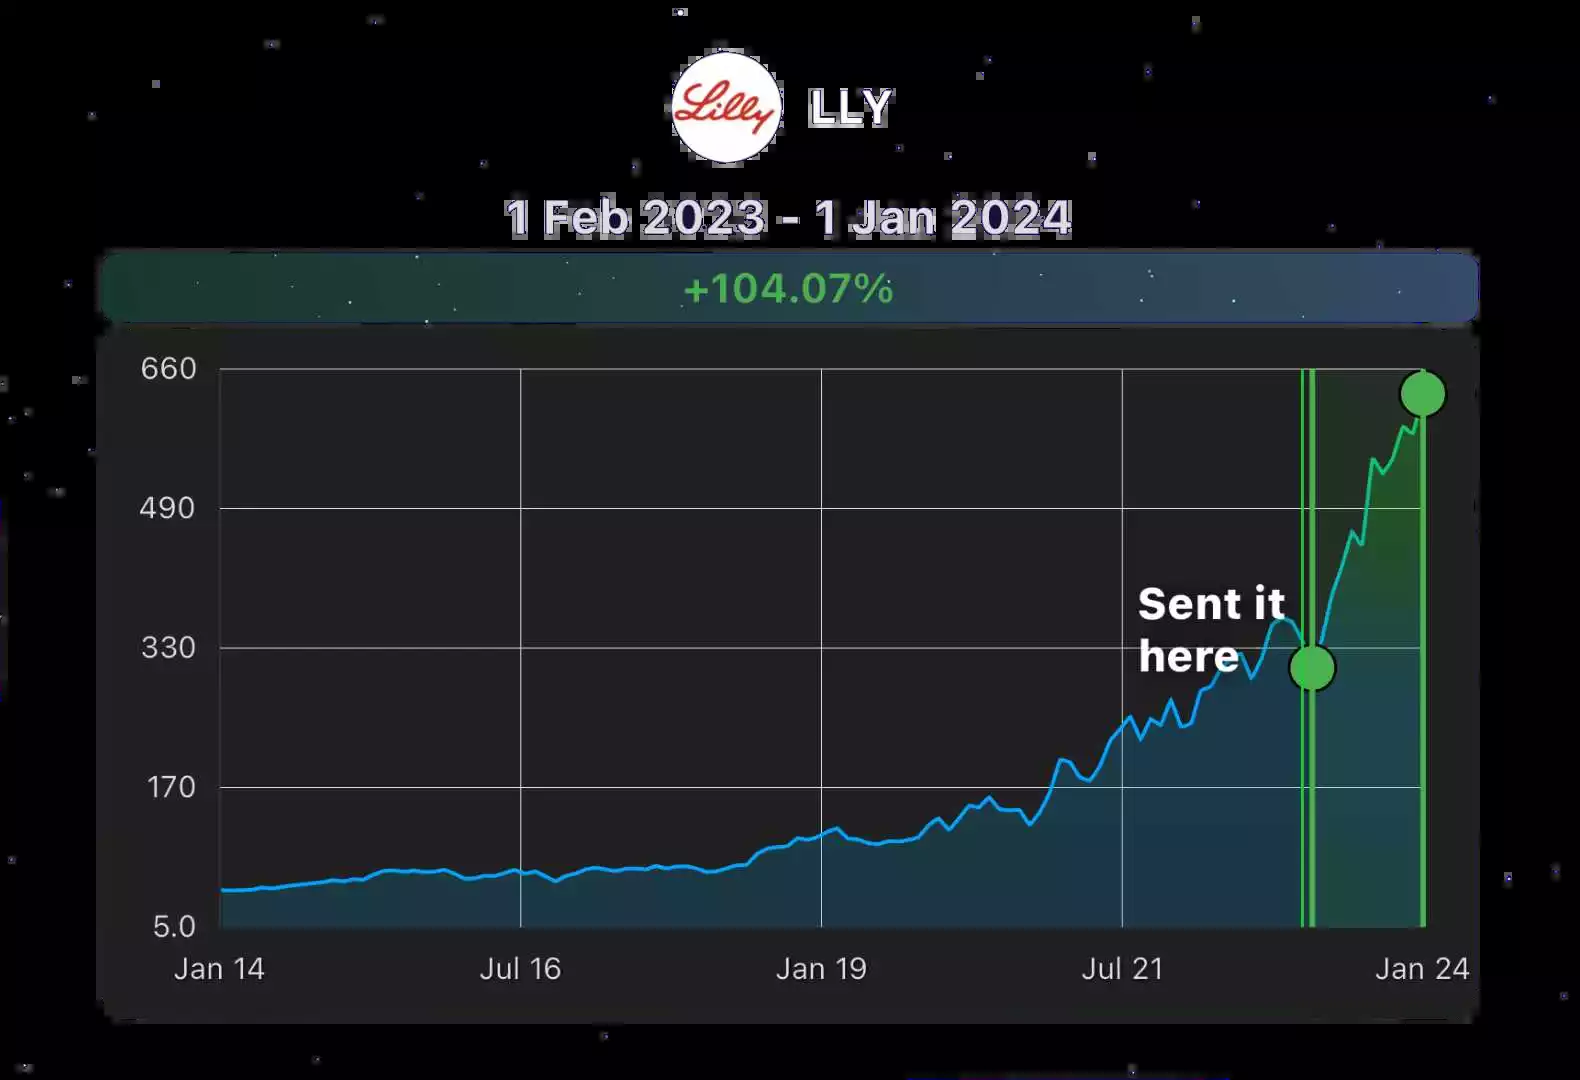 Lilly
LLY
1 Feb 2023 - 1 Jan 2024
+104.07%
660
490
330
170
5.0
Sent it
here
Jan 14
Jul 16
Jan 19
Jul 21
Jan 24